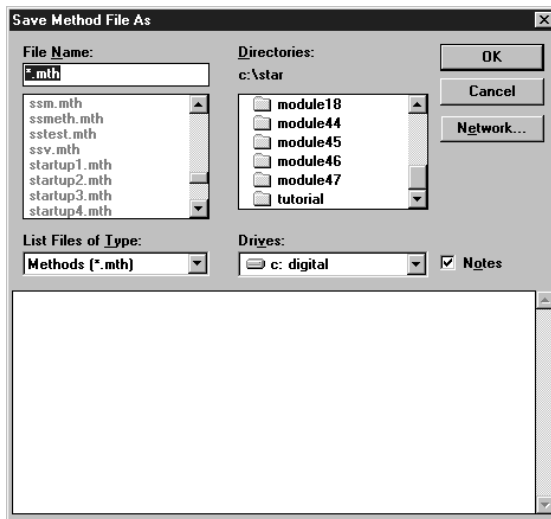 Save Method File As
File Name:
*.mth
ssm.mth
ssmeth.mth
sstest.mth
ssv.mth
startup1.mth
startup2.mth
startup3.mth
startup4.mth
List Files of Type:
Methods (*.mth)
Directories:
c:\star
module18
module44
module45
module46
module47
tutorial
Drives:
c: digital
OK
Cancel
Network...
Notes